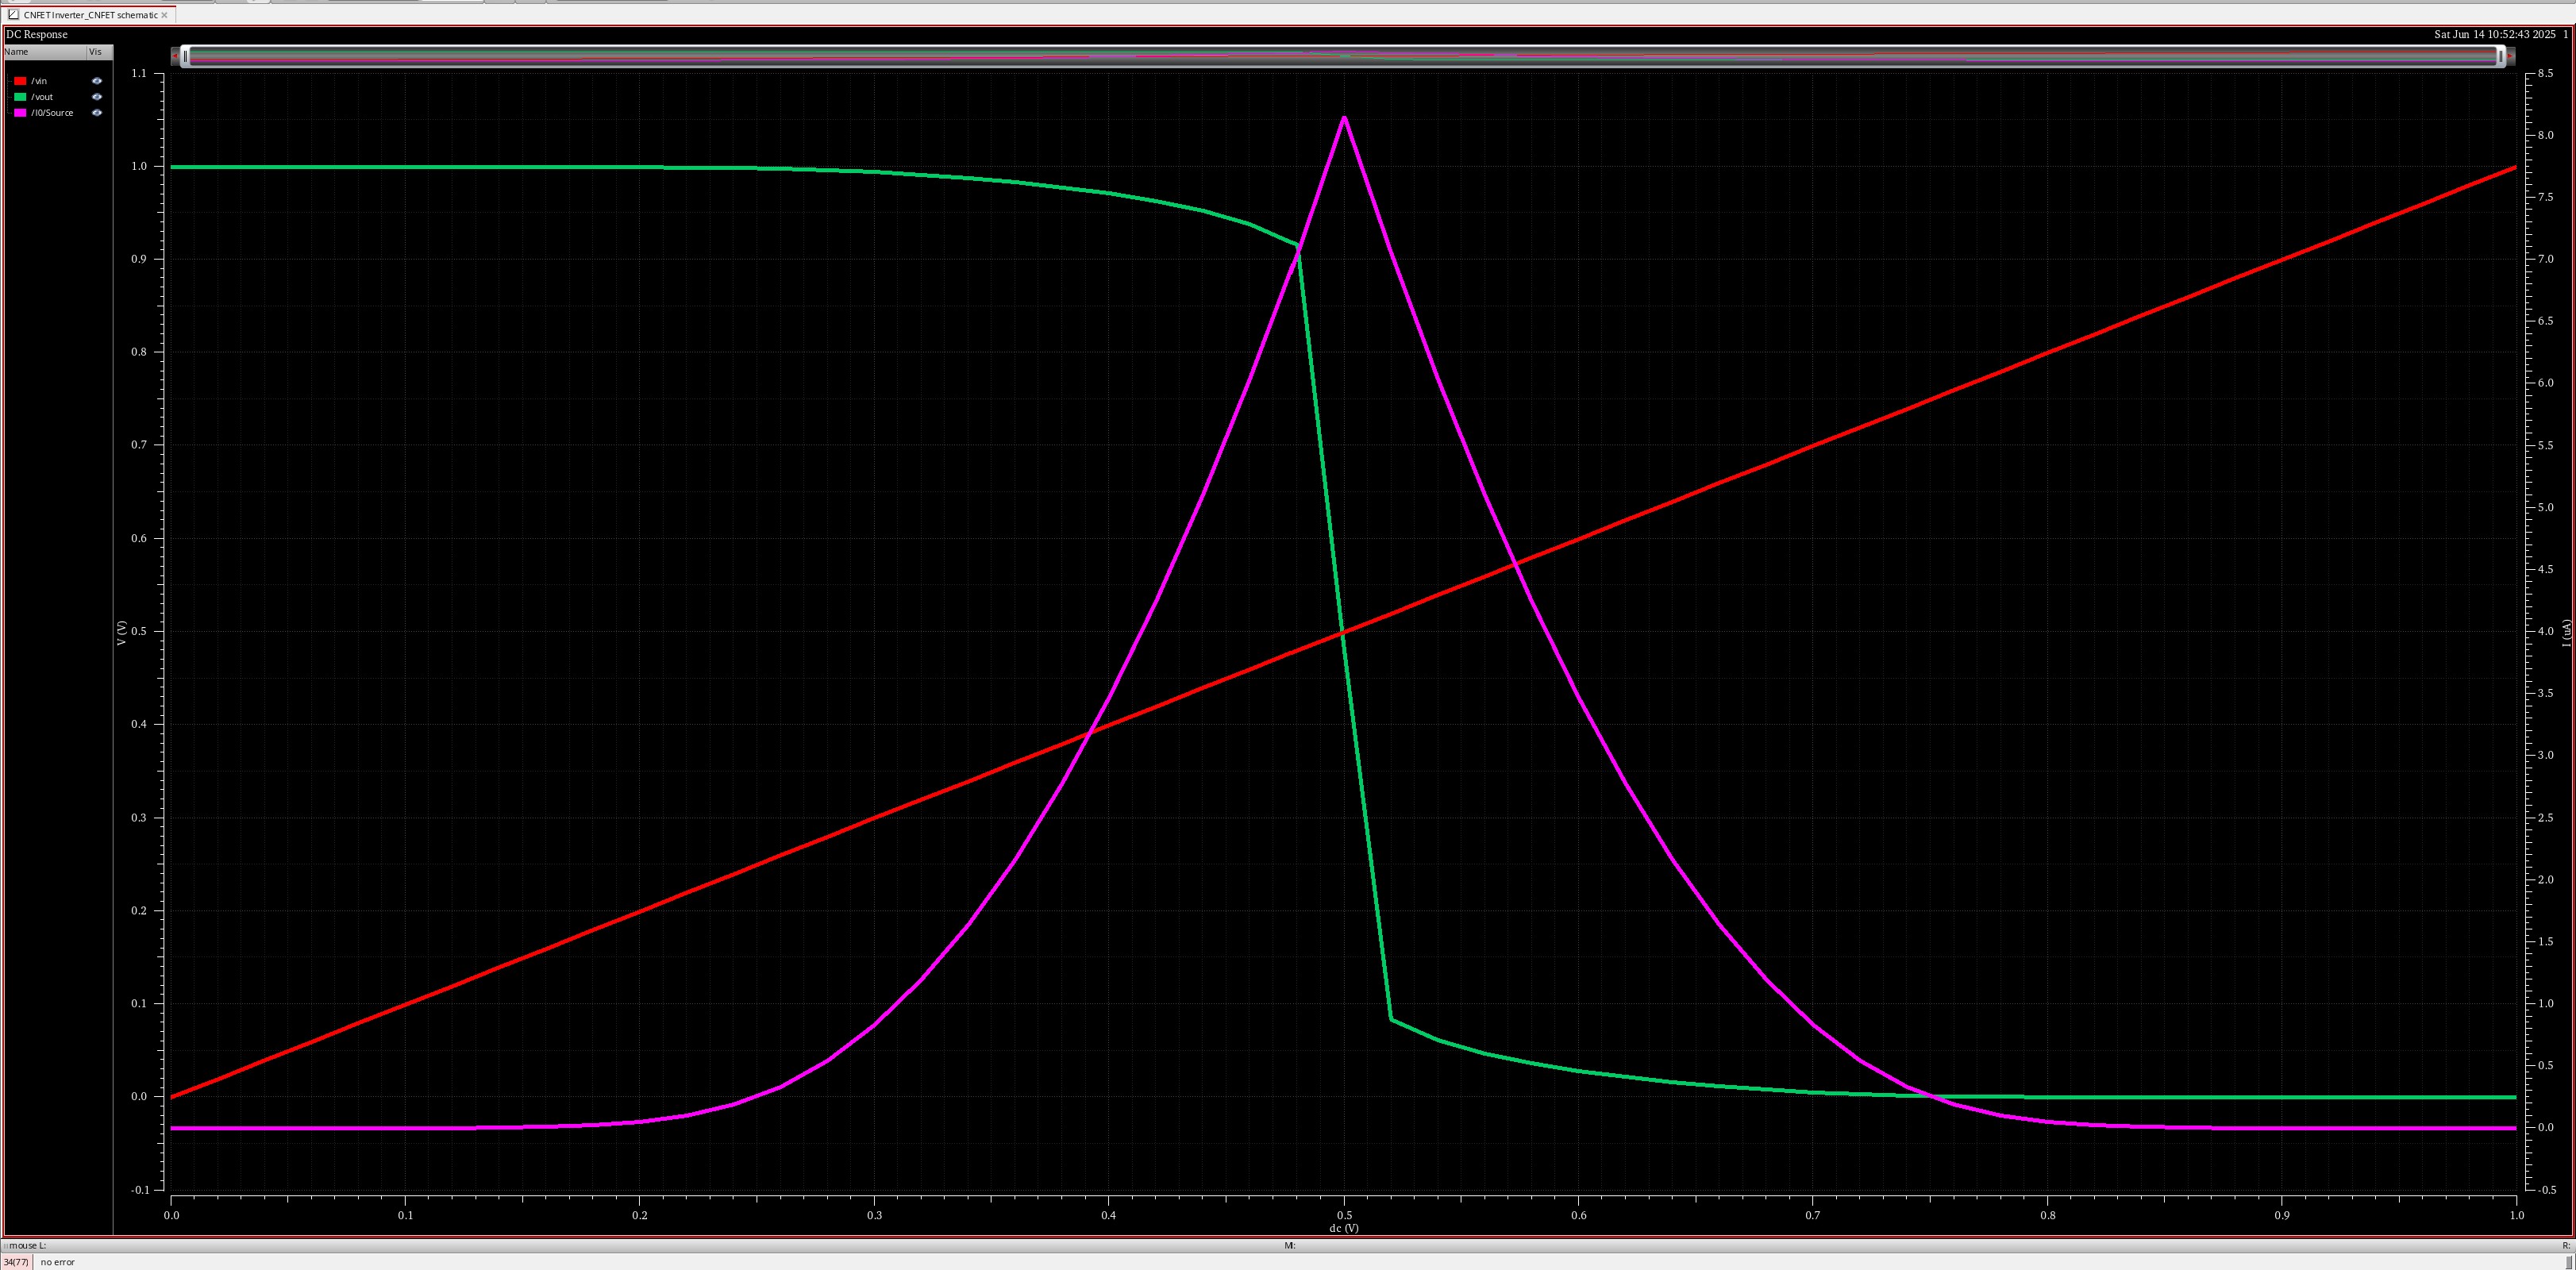 CNFET Inverter_CNFET schematic
DC Response
Sat Jun 14 10:52:43 2025 1
Name Vis
/vin
/vout
/I0/Source
1.1
1.0
0.9
0.8
0.7
0.6
0.5
0.4
0.3
0.2
0.1
0.0
-0.1
V (V)
8.5
8.0
7.5
7.0
6.5
6.0
5.5
5.0
4.5
4.0
3.5
3.0
2.5
2.0
1.5
1.0
0.5
0.0
-0.5
I (uA)
0.0 0.1 0.2 0.3 0.4 0.5 0.6 0.7 0.8 0.9 1.0
dc (V)
mouse L: M: R:
34(77) no error